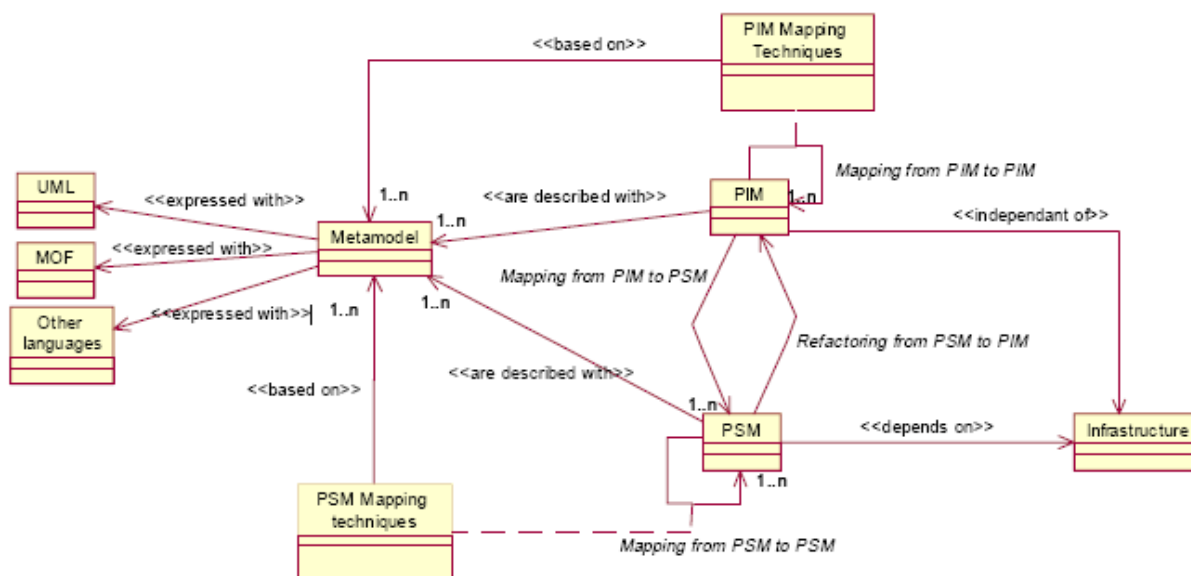 PIM Mapping
Techniques
<<based on>>
Mapping from PIM to PIM
UML
<<expressed with>>
<<are described with>>
PIM
1..n
1..n
1..n
<<independant of>>
Metamodel
MOF
<<expressed with>>
Mapping from PIM to PSM
1..n
1..n
Other
languages
<<expressed with>>
Refactoring from PSM to PIM
<<based on>>
<<are described with>>
1..n
PSM
<<depends on>>
Infrastructure
1..n
PSM Mapping
techniques
Mapping from PSM to PSM